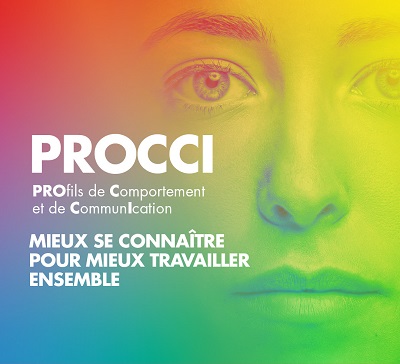 PROCCI
PROfils de Comportement
et de CommunIcation
MIEUX SE CONNAÎTRE
POUR MIEUX TRAVAILLER
ENSEMBLE